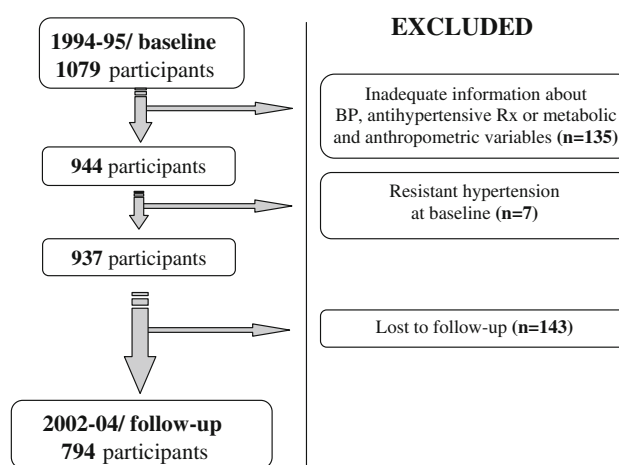 1994-95/ baseline
1079 participants
EXCLUDED
Inadequate information about
BP, antihypertensive Rx or metabolic
and anthropometric variables (n=135)
944 participants
Resistant hypertension
at baseline (n=7)
937 participants
Lost to follow-up (n=143)
2002-04/ follow-up
794 participants